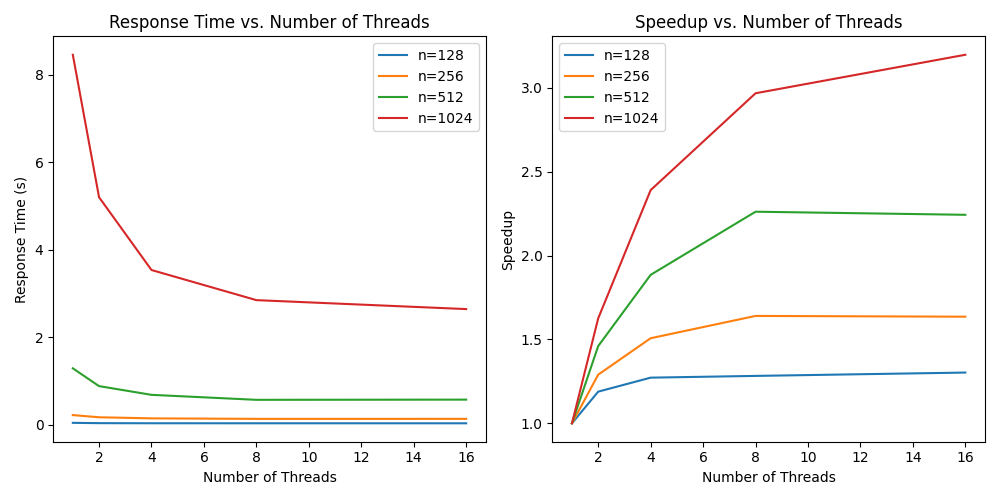 Response Time vs. Number of Threads
n=128
n=256
n=512
n=1024
8
6
4
2
0
Response Time (s)
2 4 6 8 10 12 14 16
Number of Threads
Speedup vs. Number of Threads
n=128
n=256
n=512
n=1024
3.0
2.5
2.0
1.5
1.0
Speedup
2 4 6 8 10 12 14 16
Number of Threads